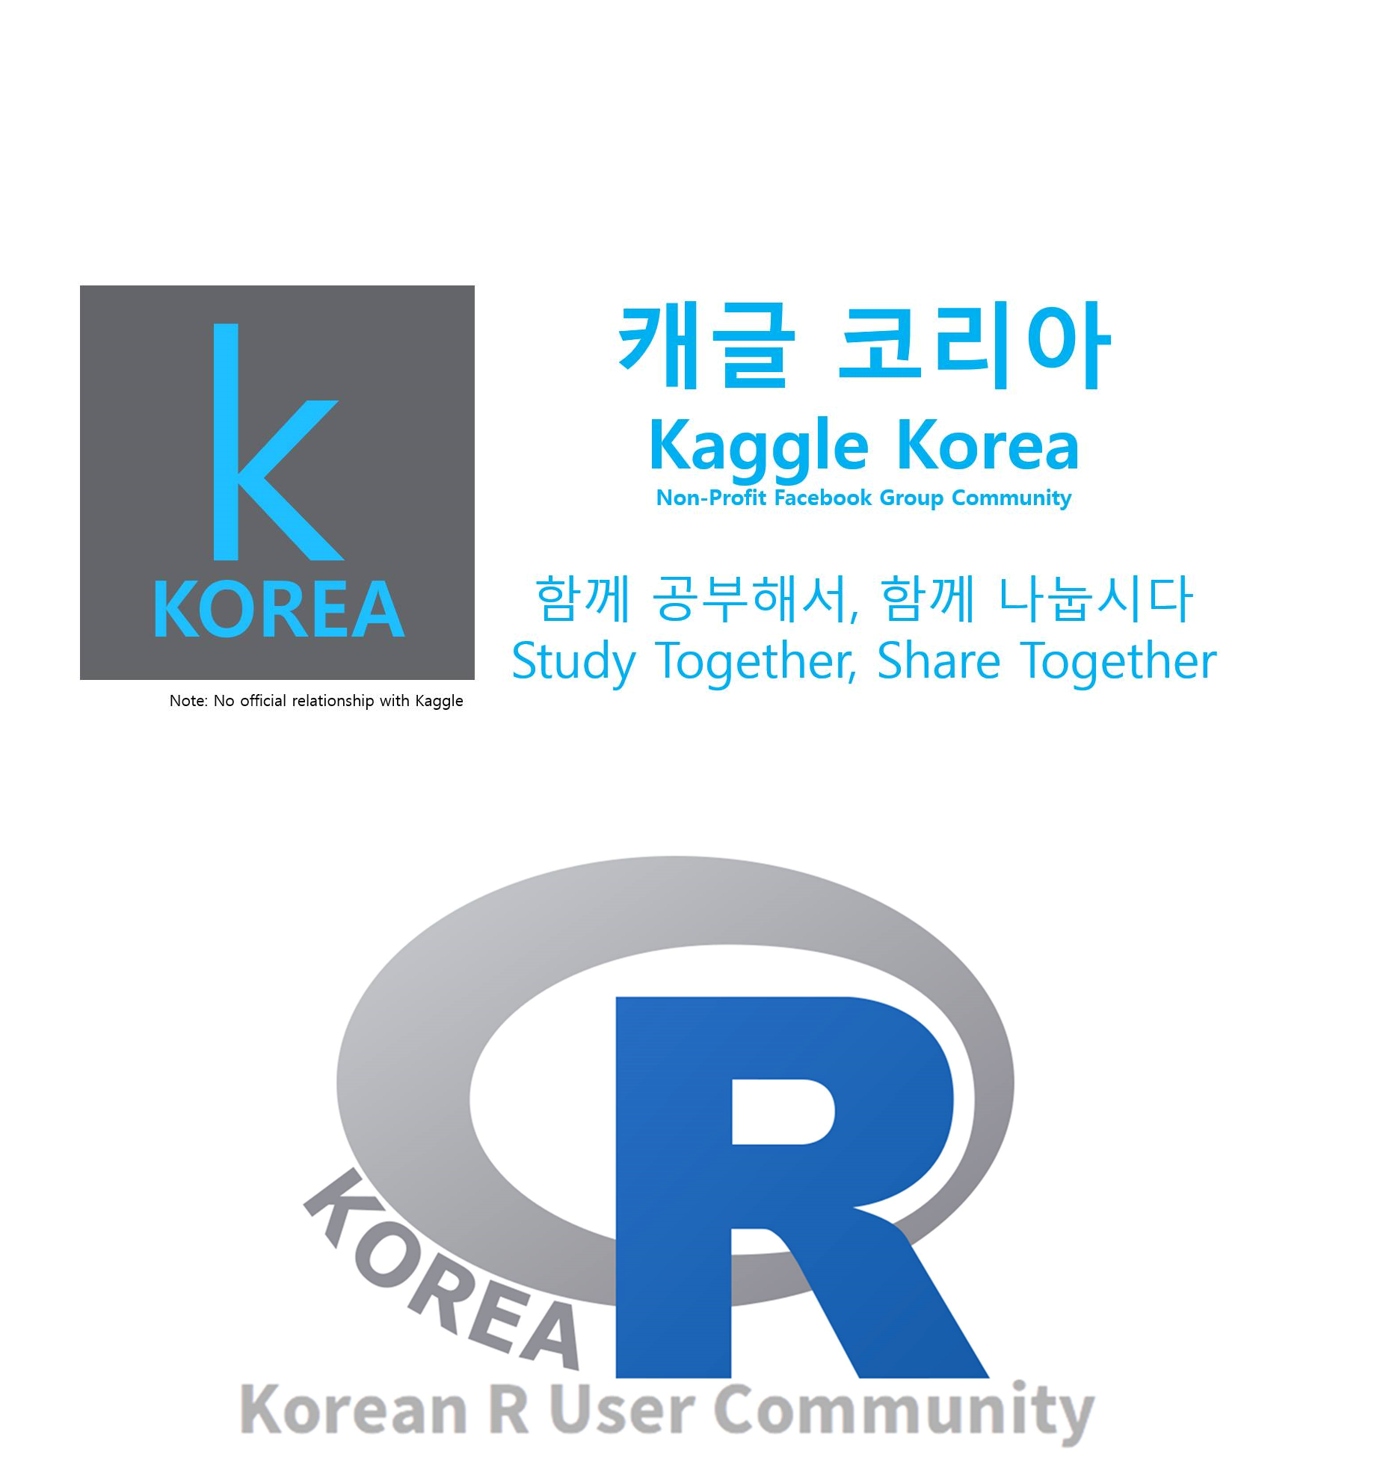 k
KOREA
Note: No official relationship with Kaggle
캐글 코리아
Kaggle Korea
Non-Profit Facebook Group Community
함께 공부해서, 함께 나눕시다
Study Together, Share Together
R
KOREA
Korean R User Community